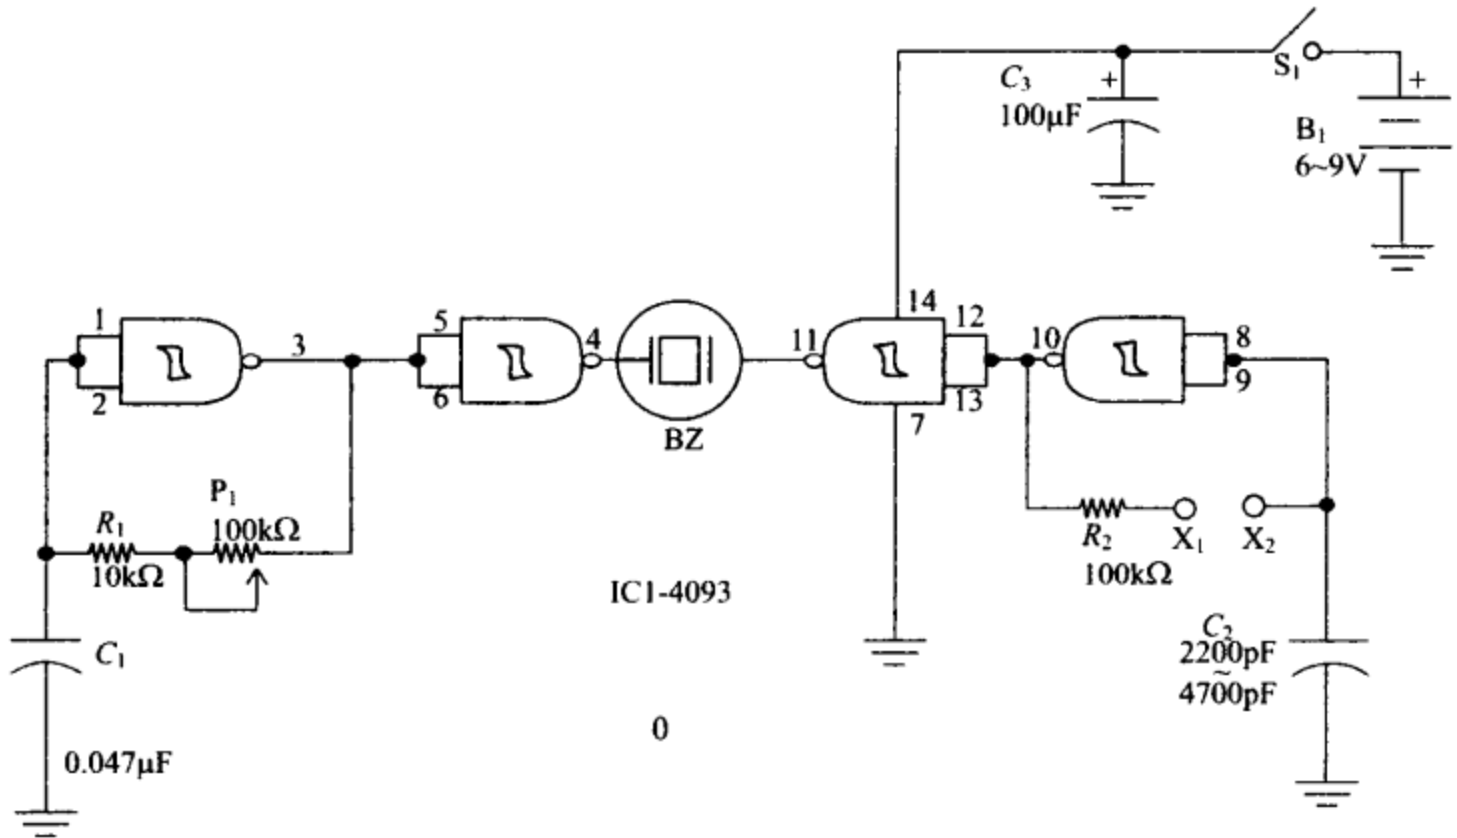 C3
100μF
+
S1
+
B1
6~9V
1
2
3
5
6
4
BZ
11
14
7
12
13
10
8
9
R1
10kΩ
P1
100kΩ
C1
0.047μF
IC1-4093
0
R2
100kΩ
X1
X2
C2
2200pF
~
4700pF